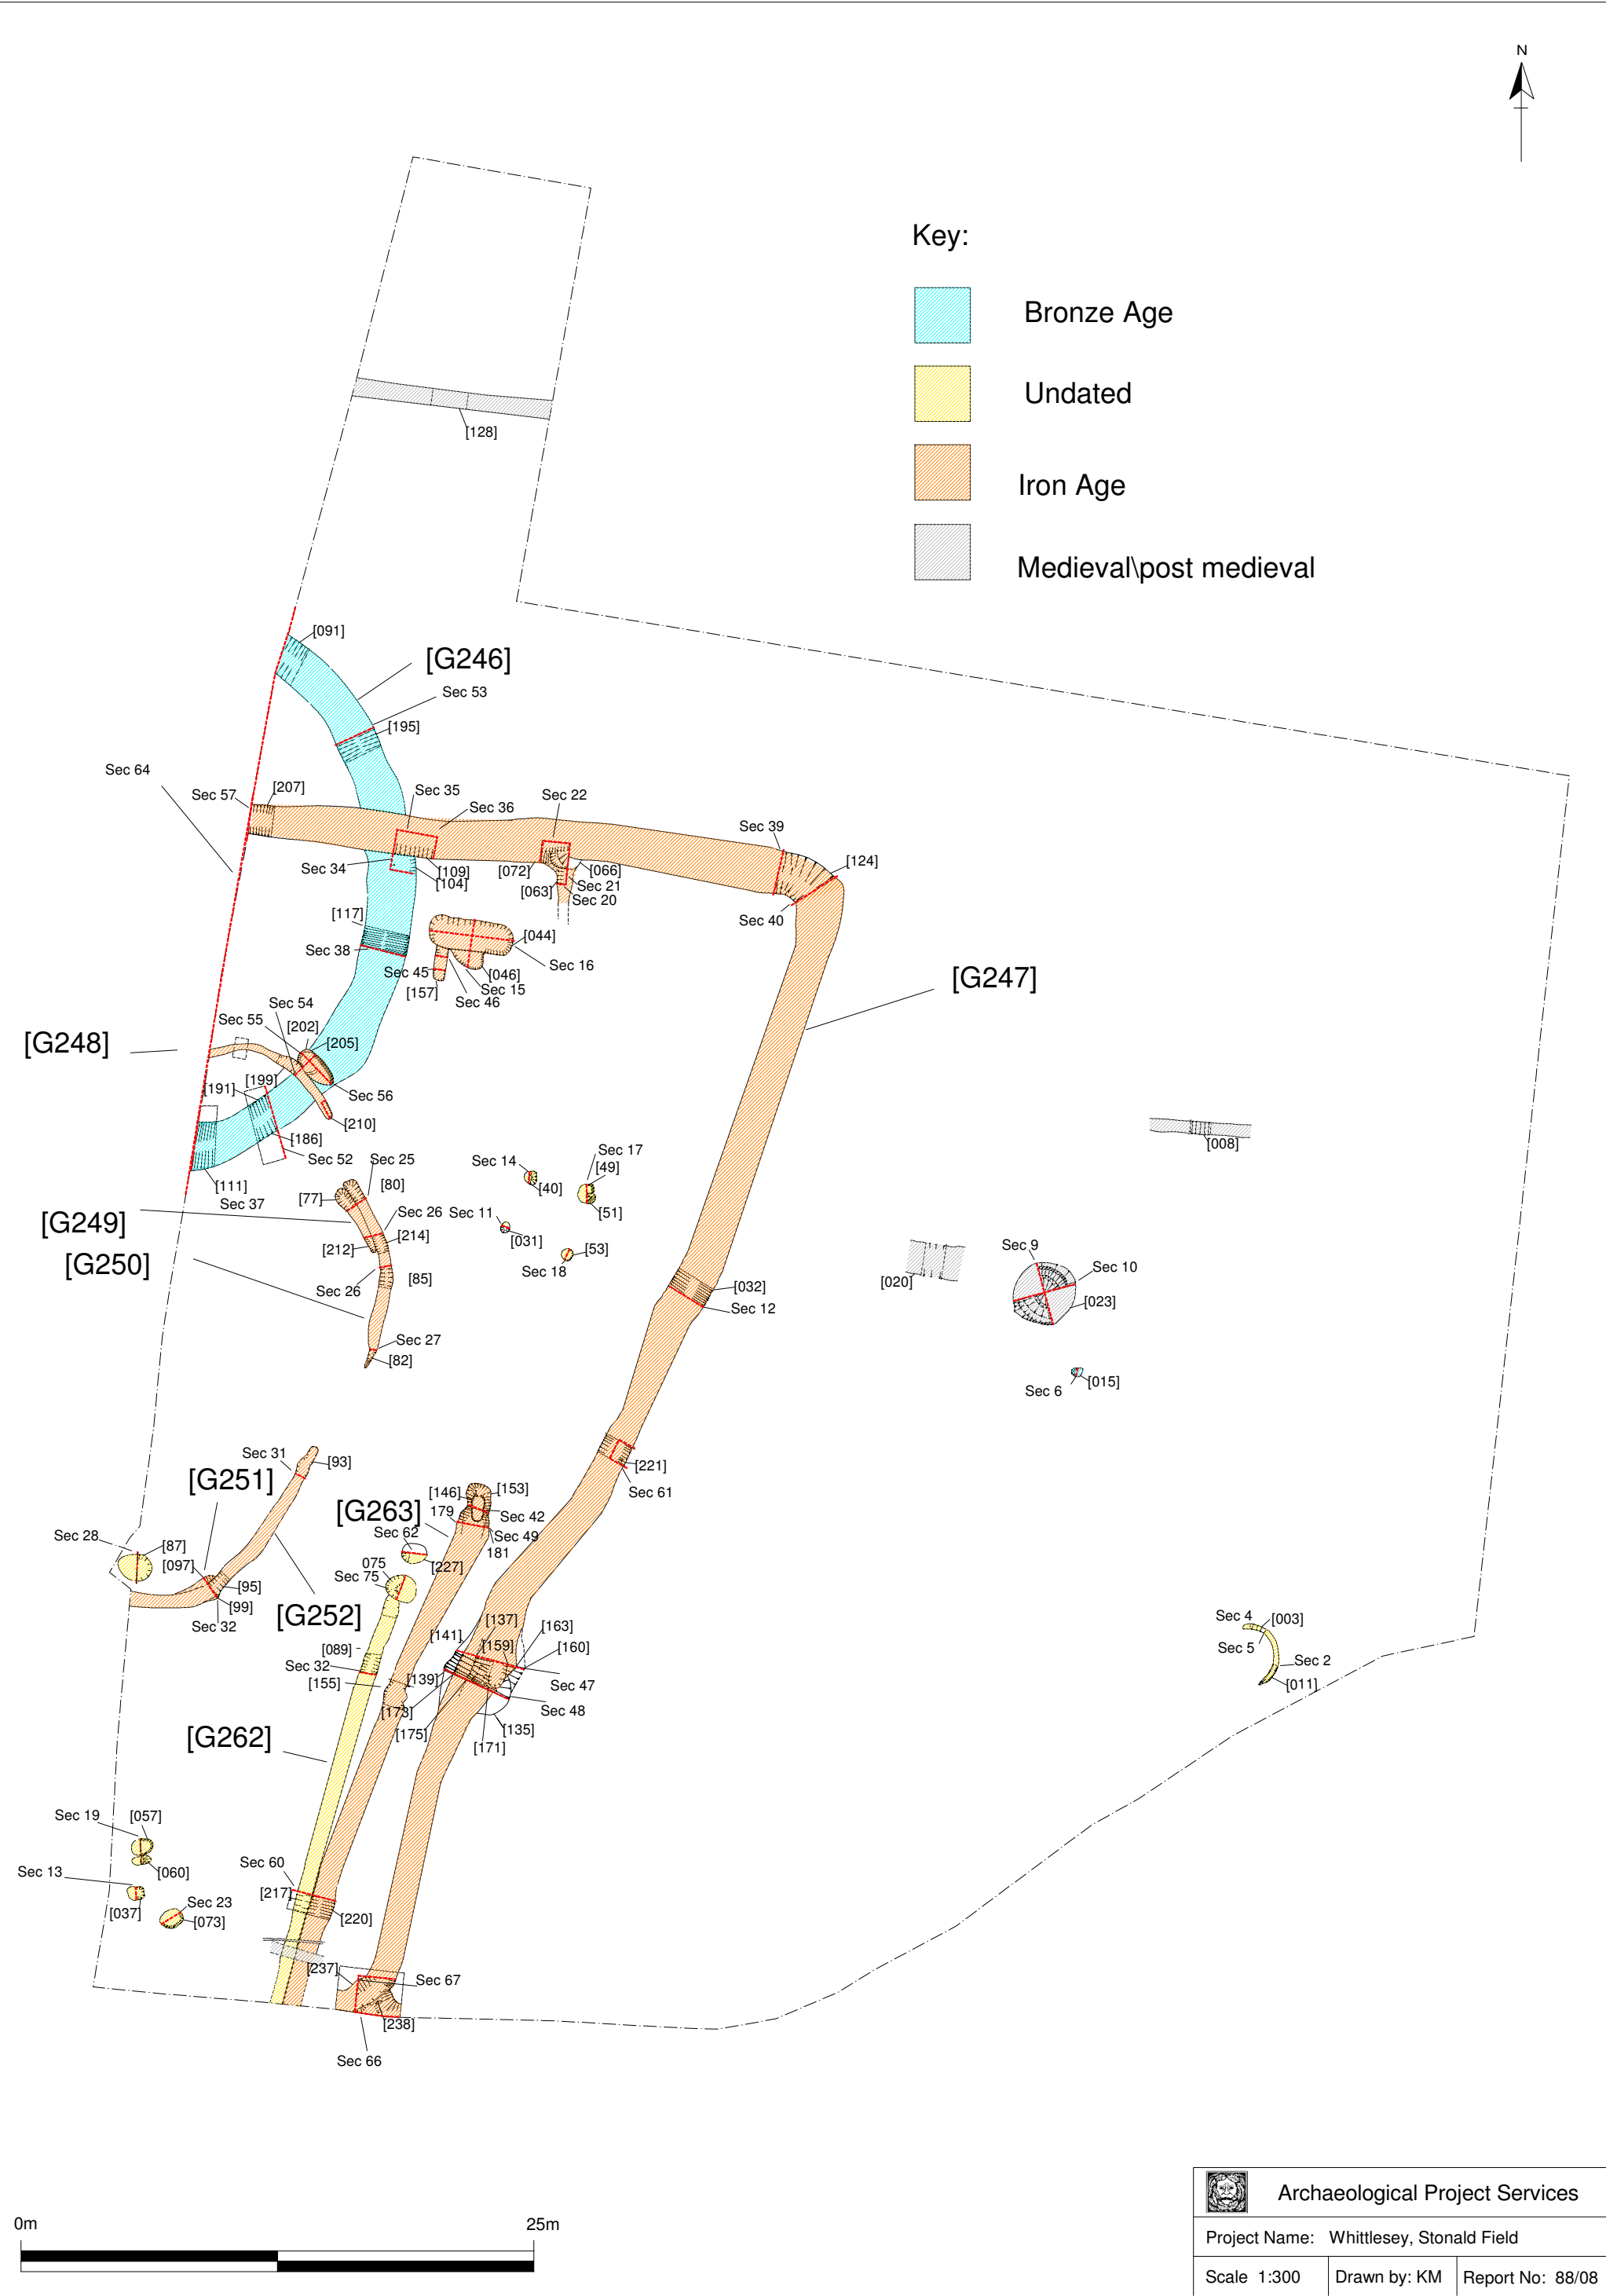 N
Key:
Bronze Age
Undated
Iron Age
Medieval\post medieval
[128]
[091]
[G246]
Sec 53
[195]
Sec 64
Sec 57
[207]
Sec 35
Sec 36
Sec 22
Sec 39
[124]
Sec 34
[109]
[104]
[072]
[066]
[063]
Sec 21
Sec 20
Sec 40
[117]
Sec 38
[044]
Sec 16
Sec 45
[046]
Sec 15
[157]
Sec 46
[G247]
Sec 54
Sec 55
[202]
[205]
[G248]
[199]
[191]
Sec 56
[210]
[186]
Sec 52
[111]
Sec 37
Sec 25
[80]
[77]
[G249]
Sec 26
[214]
[212]
[G250]
[85]
Sec 26
Sec 27
[82]
Sec 14
[40]
Sec 17
[49]
[51]
Sec 11
[031]
[53]
Sec 18
[008]
[020]
Sec 9
Sec 10
[023]
Sec 6
[015]
[032]
Sec 12
Sec 31
[93]
[G251]
[221]
Sec 61
[146]
[153]
[G263]
179
Sec 42
Sec 62
Sec 49
181
Sec 28
[87]
[097]
[227]
075
Sec 75
[95]
[99]
Sec 32
[G252]
[137]
[163]
[141]
[159]
[160]
[089]
Sec 32
[155]
[139]
Sec 47
[173]
Sec 48
[175]
[135]
[171]
Sec 4
[003]
Sec 5
Sec 2
[011]
[G262]
Sec 19
[057]
[060]
Sec 13
[037]
Sec 23
[073]
Sec 60
[217]
[220]
[237]
Sec 67
[238]
Sec 66
0m
25m
Archaeological Project Services
Project Name: Whittlesey, Stonald Field
Scale 1:300
Drawn by: KM
Report No: 88/08